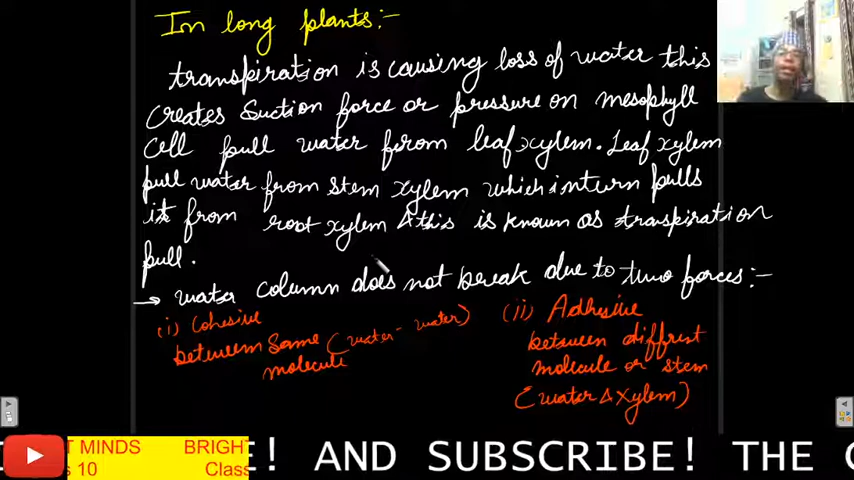 In long plants:-
transpiration is causing loss of water this
creates Suction force or pressure on mesophyll
cell pull water from leaf xylem. Leaf xylem
pull water from stem xylem which inturn pulls
it from root xylem & this is known as transpiration
pull.
→ water column does not break due to two forces:-
(i) Cohesive
between Same (water-water)
molecule
(ii) Adhesive
between diffrent
molecule or stem
(water & Xylem)
T MINDS BRIGHT
s 10 Class
E! AND SUBSCRIBE! THE